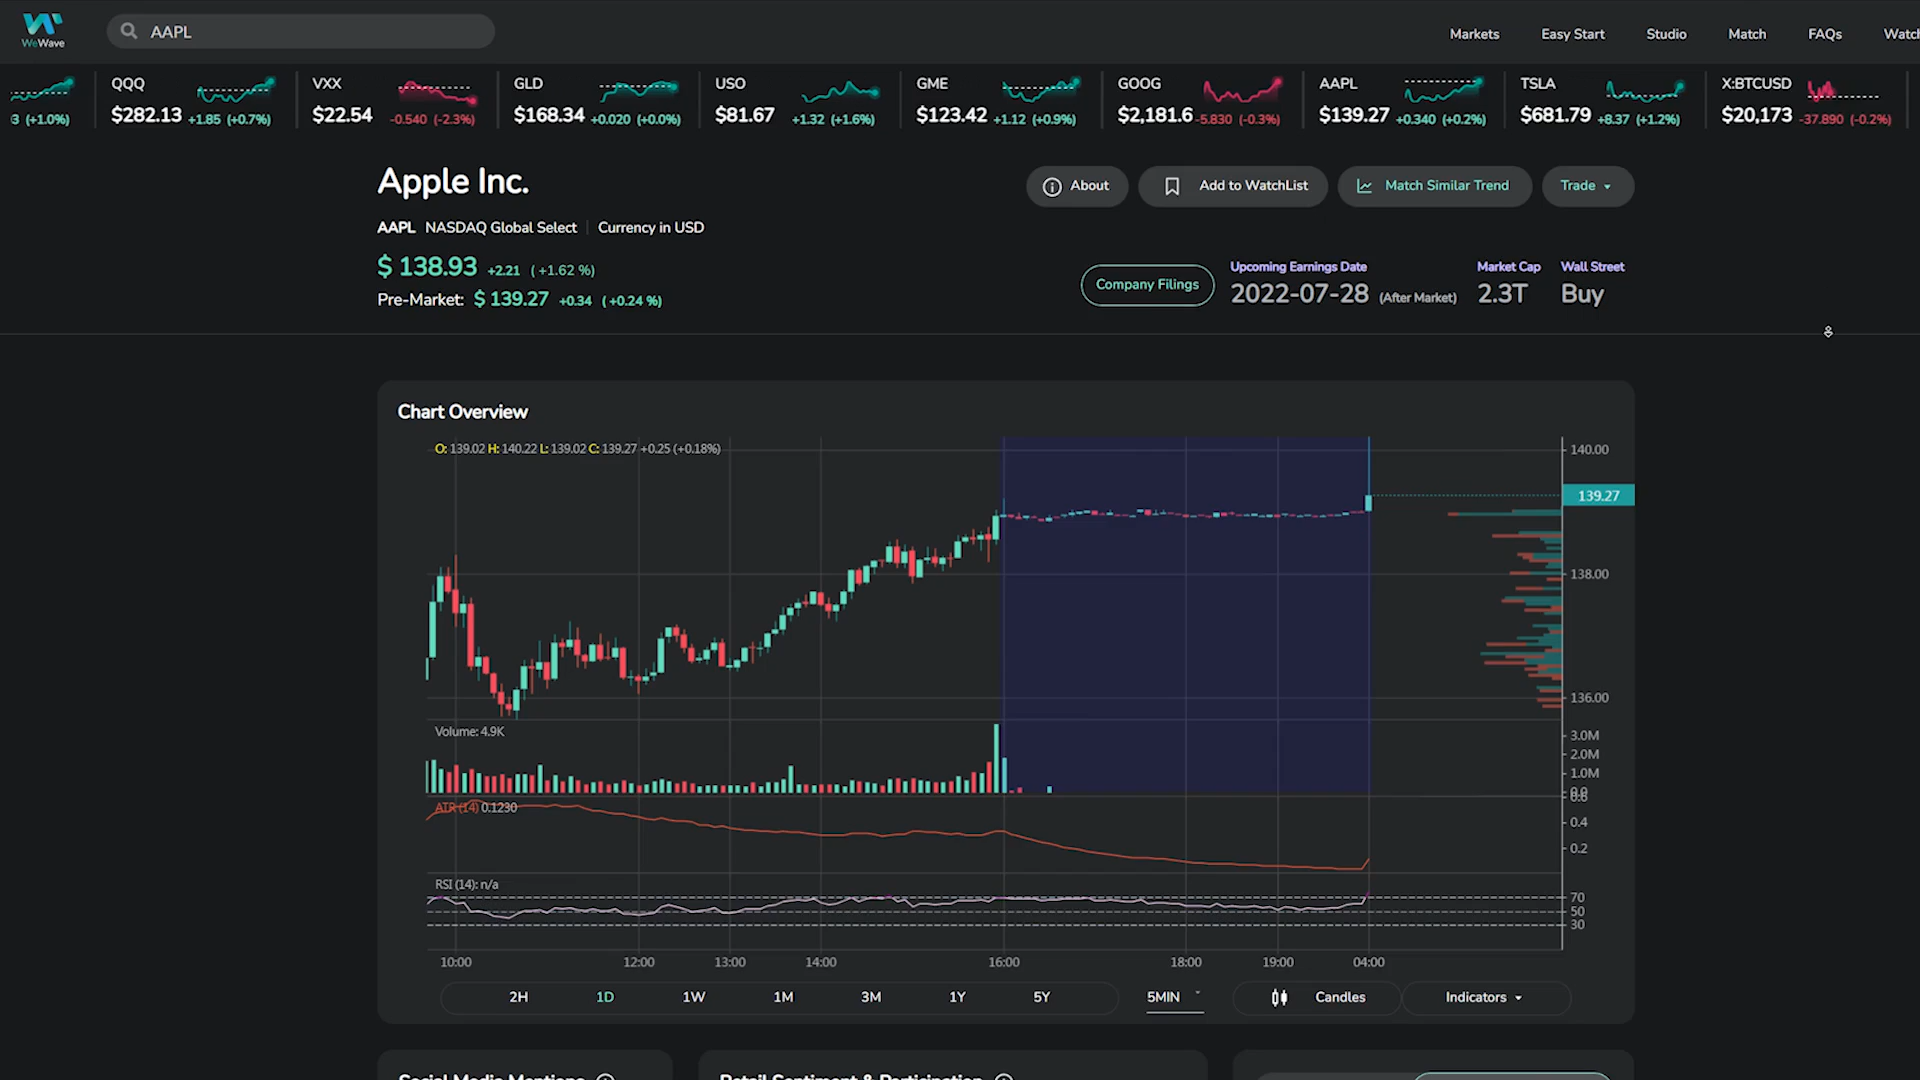 WeWave
AAPL
Markets
Easy Start
Studio
Match
FAQs
3 (+1.0%)
QQQ
$282.13 +1.85 (+0.7%)
VXX
$22.54 -0.540 (-2.3%)
GLD
$168.34 +0.020 (+0.0%)
USO
$81.67 +1.32 (+1.6%)
GME
$123.42 +1.12 (+0.9%)
GOOG
$2,181.6 -5.830 (-0.3%)
AAPL
$139.27 +0.340 (+0.2%)
TSLA
$681.79 +8.37 (+1.2%)
X:BTCUSD
$20,173 -37.890 (-0.2%)
Apple Inc.
About
Add to WatchList
Match Similar Trend
Trade
AAPL NASDAQ Global Select Currency in USD
$ 138.93 +2.21 ( +1.62 %)
Pre-Market: $ 139.27 +0.34 ( +0.24 %)
Company Filings
Upcoming Earnings Date
2022-07-28 (After Market)
Market Cap
2.3T
Wall Street
Buy
Chart Overview
O: 139.02 H: 140.22 L: 139.02 C: 139.27 +0.25 (+0.18%)
140.00
139.27
138.00
136.00
Volume: 4.9K
3.0M
2.0M
1.0M
ATR (14) 0.1230
0.4
0.2
RSI (14): n/a
70
50
30
10:00 12:00 13:00 14:00 16:00 18:00 19:00 04:00
2H 1D 1W 1M 3M 1Y 5Y
5MIN
Candles
Indicators
Social Media Mentions
Retail Sentiment & Participation